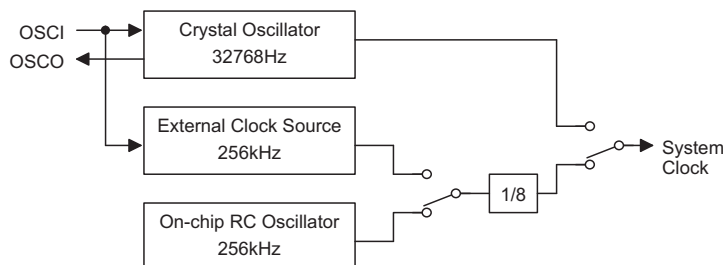 OSCI
OSCO
Crystal Oscillator
32768Hz
External Clock Source
256kHz
On-chip RC Oscillator
256kHz
1/8
System
Clock